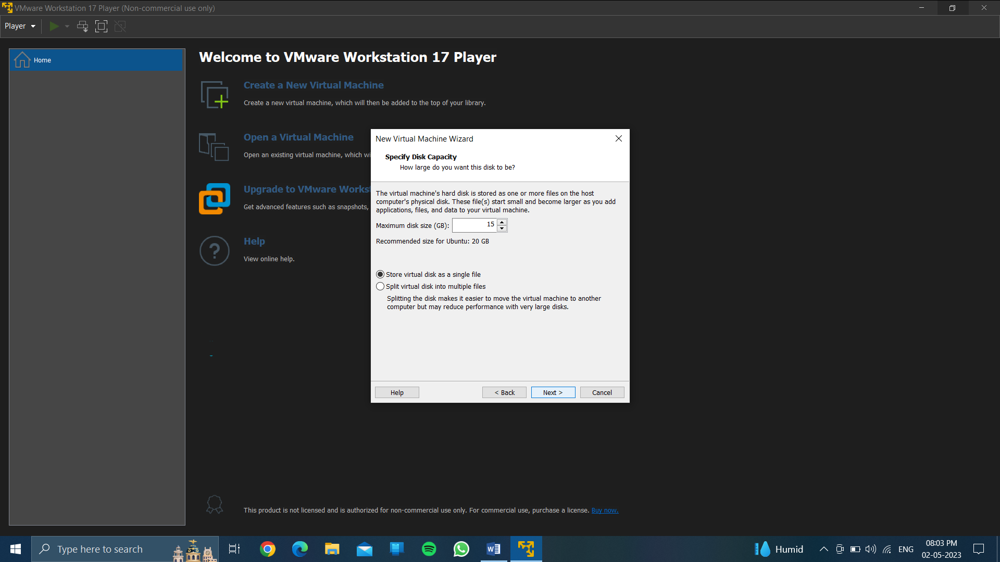 VMware Workstation 17 Player (Non-commercial use only)
Player
Home
Welcome to VMware Workstation 17 Player
Create a New Virtual Machine
Create a new virtual machine, which will then be added to the top of your library.
Open a Virtual Machine
Open an existing virtual machine, which wi
Upgrade to VMware Workst
Get advanced features such as snapshots,
Help
View online help.
New Virtual Machine Wizard
Specify Disk Capacity
How large do you want this disk to be?
The virtual machine's hard disk is stored as one or more files on the host
computer's physical disk. These file(s) start small and become larger as you add
applications, files, and data to your virtual machine.
Maximum disk size (GB): 15
Recommended size for Ubuntu: 20 GB
Store virtual disk as a single file
Split virtual disk into multiple files
Splitting the disk makes it easier to move the virtual machine to another
computer but may reduce performance with very large disks.
Help < Back Next > Cancel
This product is not licensed and is authorized for non-commercial use only. For commercial use, purchase a license. Buy now.
Type here to search
Humid
ENG
08:03 PM
02-05-2023